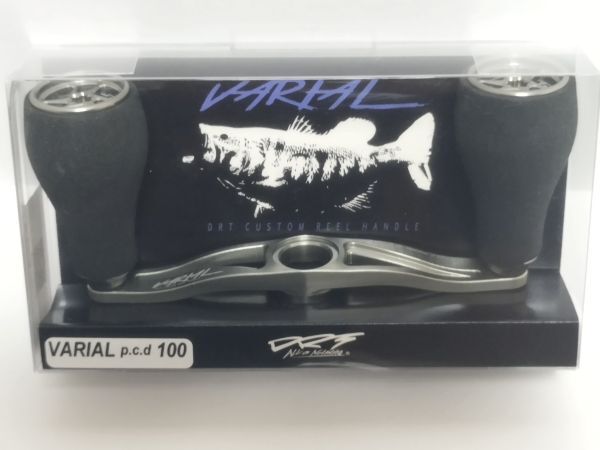 VARIAL
DRT CUSTOM REEL HANDLE
VARIAL
VARIAL p.c.d 100
DRT